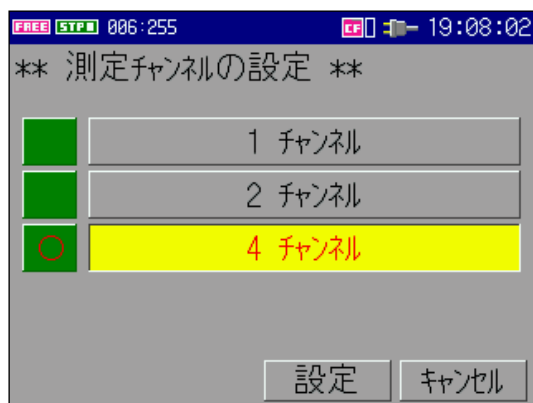 FREE STP 006:255 CF 19:08:02
** 測定ﾁｬﾝﾈﾙの設定 **
1 ﾁｬﾝﾈﾙ
2 ﾁｬﾝﾈﾙ
4 ﾁｬﾝﾈﾙ
設定 ｷｬﾝｾﾙ